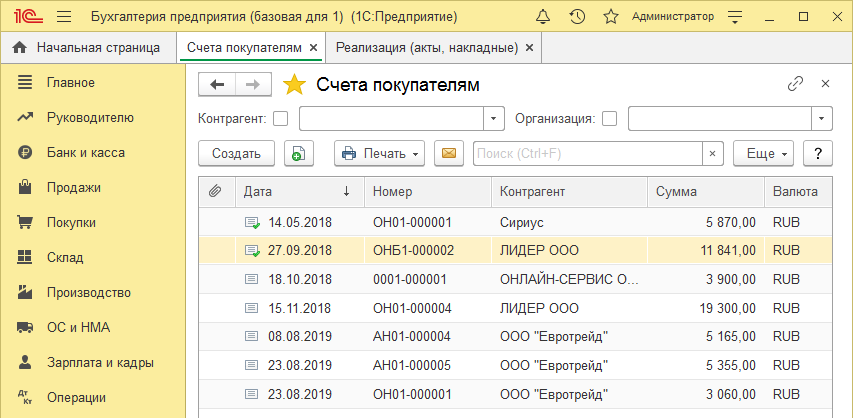 1С Бухгалтерия предприятия (базовая для 1) (1С:Предприятие) Администратор
Начальная страница Счета покупателям × Реализация (акты, накладные) ×
Главное
Руководителю
Банк и касса
Продажи
Покупки
Склад
Производство
ОС и НМА
Зарплата и кадры
Дт Кт Операции
Счета покупателям
Контрагент: Организация:
Создать Печать Поиск (Ctrl+F) × Еще ?
Дата ↓ Номер Контрагент Сумма Валюта
14.05.2018 ОН01-000001 Сириус 5 870,00 RUB
27.09.2018 ОНБ1-000002 ЛИДЕР ООО 11 841,00 RUB
18.10.2018 0001-000001 ОНЛАЙН-СЕРВИС О... 3 900,00 RUB
15.11.2018 ОН01-000004 ЛИДЕР ООО 19 300,00 RUB
08.08.2019 АН01-000004 ООО "Евротрейд" 5 165,00 RUB
23.08.2019 АН01-000005 ООО "Евротрейд" 5 355,00 RUB
23.08.2019 ОН01-000001 ООО "Евротрейд" 3 060,00 RUB